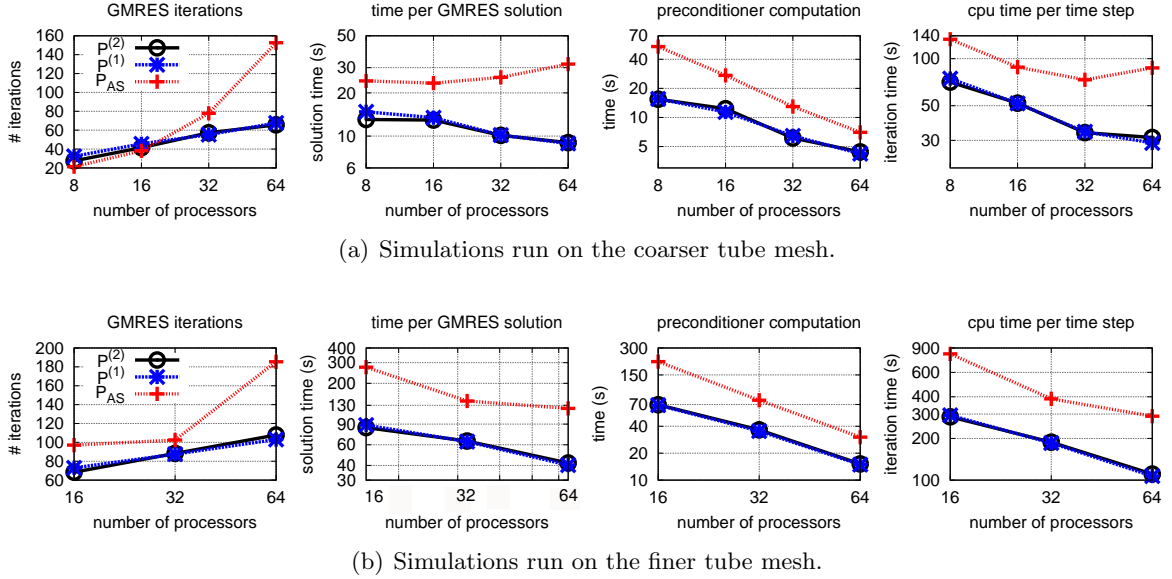 GMRES iterations
# iterations
160
140
120
100
80
60
40
20
P(2)
P(1)
PAS
8 16 32 64
number of processors
time per GMRES solution
solution time (s)
50
30
20
10
6
8 16 32 64
number of processors
preconditioner computation
time (s)
70
40
20
10
5
8 16 32 64
number of processors
cpu time per time step
iteration time (s)
140
100
50
30
8 16 32 64
number of processors
(a) Simulations run on the coarser tube mesh.
GMRES iterations
# iterations
200
180
160
140
120
100
80
60
P(2)
P(1)
PAS
16 32 64
number of processors
time per GMRES solution
solution time (s)
400
300
200
130
90
60
40
30
16 32 64
number of processors
preconditioner computation
time (s)
300
150
70
40
20
10
16 32 64
number of processors
cpu time per time step
iteration time (s)
900
600
300
200
100
16 32 64
number of processors
(b) Simulations run on the finer tube mesh.